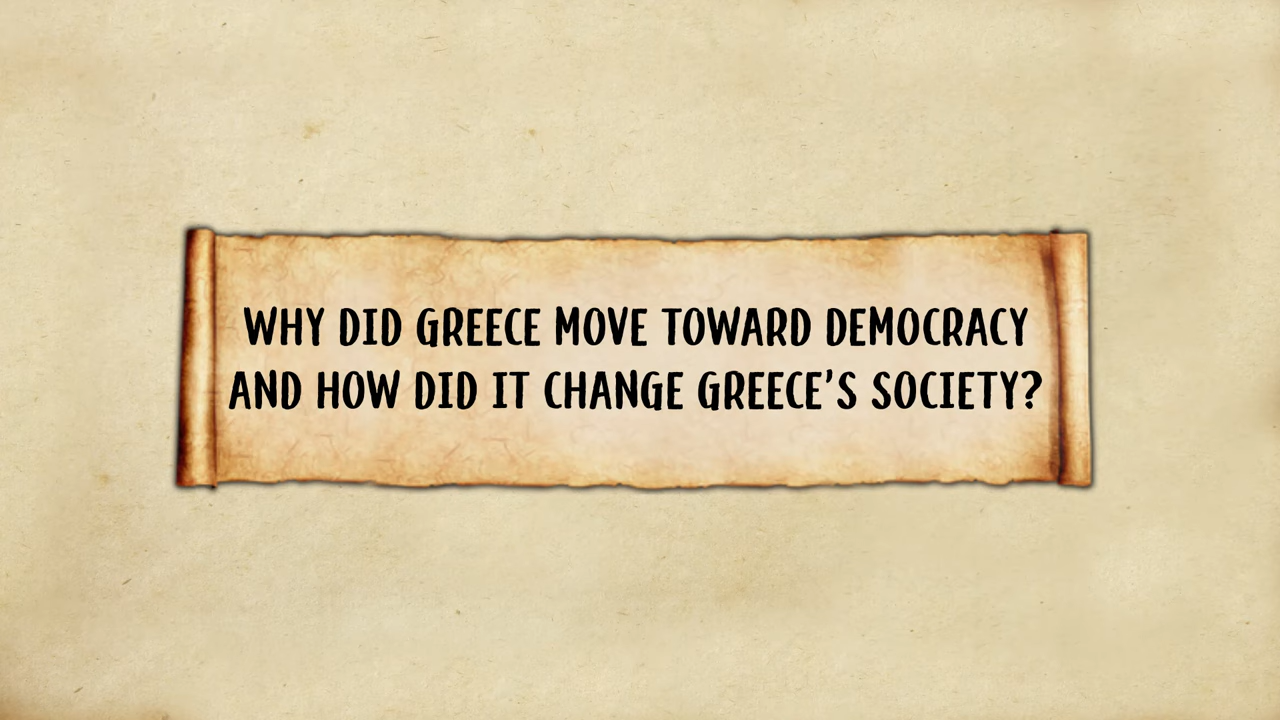 WHY DID GREECE MOVE TOWARD DEMOCRACY
AND HOW DID IT CHANGE GREECE'S SOCIETY?